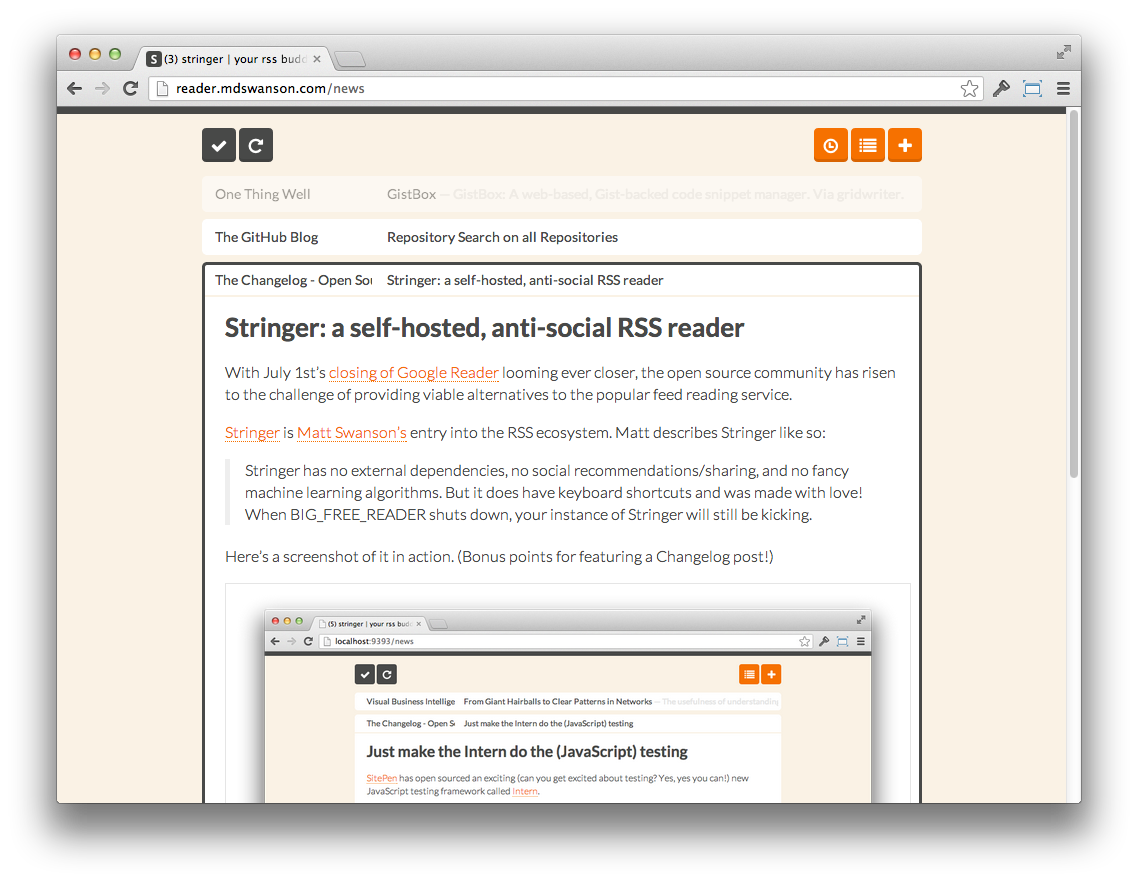 S (3) stringer | your rss bud
reader.mdswanson.com/news
One Thing Well GistBox — GistBox: A web-based, Gist-backed code snippet manager. Via gridwriter.
The GitHub Blog Repository Search on all Repositories
The Changelog - Open Sou Stringer: a self-hosted, anti-social RSS reader
Stringer: a self-hosted, anti-social RSS reader
With July 1st’s closing of Google Reader looming ever closer, the open source community has risen
to the challenge of providing viable alternatives to the popular feed reading service.
Stringer is Matt Swanson’s entry into the RSS ecosystem. Matt describes Stringer like so:
Stringer has no external dependencies, no social recommendations/sharing, and no fancy
machine learning algorithms. But it does have keyboard shortcuts and was made with love!
When BIG_FREE_READER shuts down, your instance of Stringer will still be kicking.
Here’s a screenshot of it in action. (Bonus points for featuring a Changelog post!)
(5) stringer | your rss bud
localhost:9393/news
Visual Business Intellige From Giant Hairballs to Clear Patterns in Networks — The usefulness of understanding
The Changelog - Open S Just make the Intern do the (JavaScript) testing
Just make the Intern do the (JavaScript) testing
SitePen has open sourced an exciting (can you get excited about testing? Yes, yes you can!) new
JavaScript testing framework called Intern.